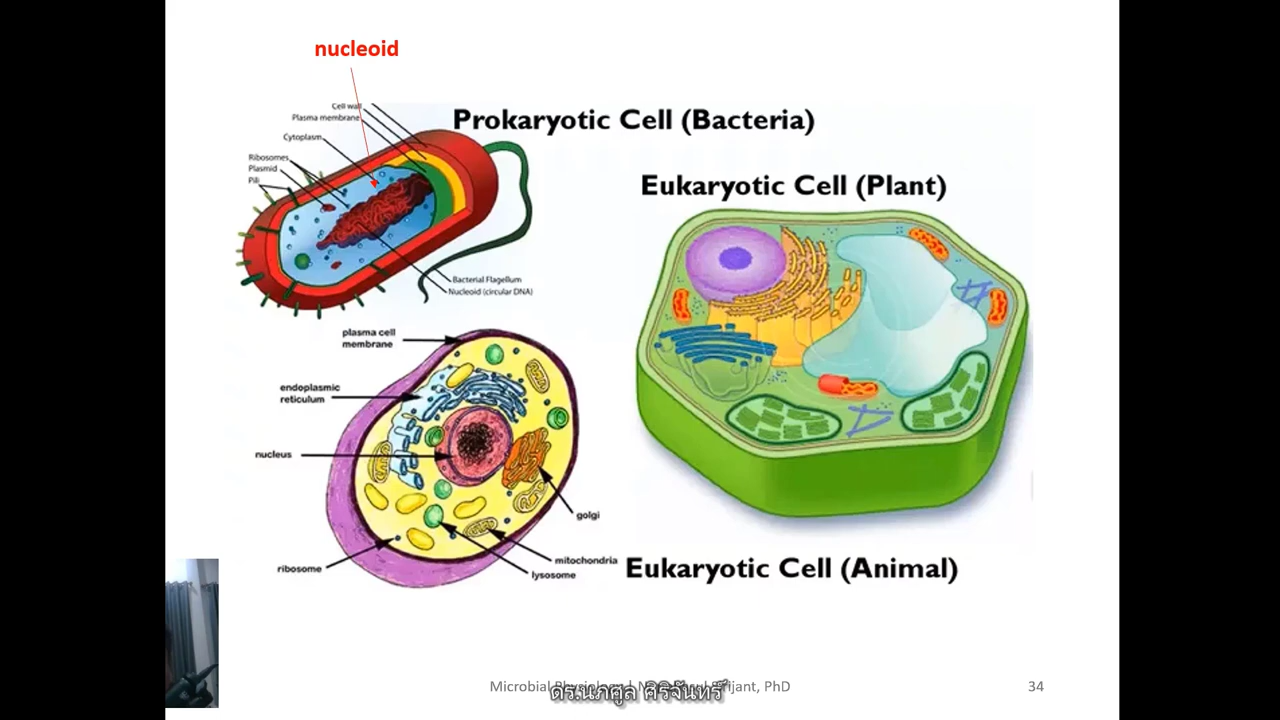 nucleoid
Cell wall
Plasma membrane
Cytoplasm
Ribosomes
Plasmid
Pili
Prokaryotic Cell (Bacteria)
Eukaryotic Cell (Plant)
Bacterial Flagellum
Nucleoid (circular DNA)
plasma cell
membrane
endoplasmic
reticulum
nucleus
golgi
mitochondria
lysosome
ribosome
Eukaryotic Cell (Animal)
Microbial PhD
ดร.นภกูล ศิริจันทร์
34